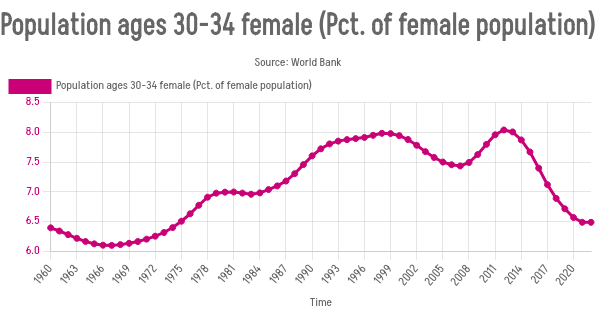 Population ages 30-34 female (Pct. of female population)
Source: World Bank
Population ages 30-34 female (Pct. of female population)
8.5
8.0
7.5
7.0
6.5
6.0
1960 1963 1966 1969 1972 1975 1978 1981 1984 1987 1990 1993 1996 1999 2002 2005 2008 2011 2014 2017 2020
Time